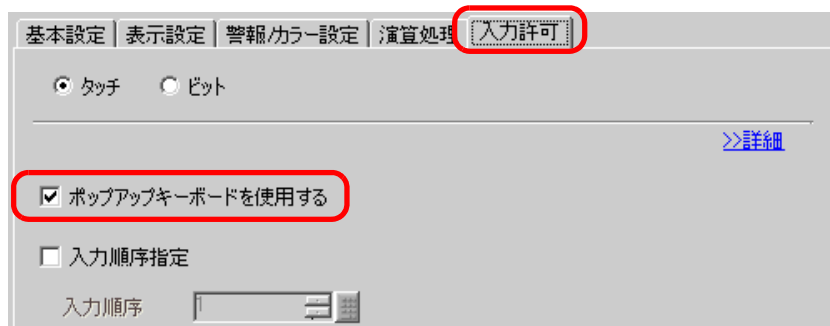 基本設定 表示設定 警報/カラー設定 演算処理 入力許可
タッチ ビット
>>詳細
ポップアップキーボードを使用する
入力順序指定
入力順序 1